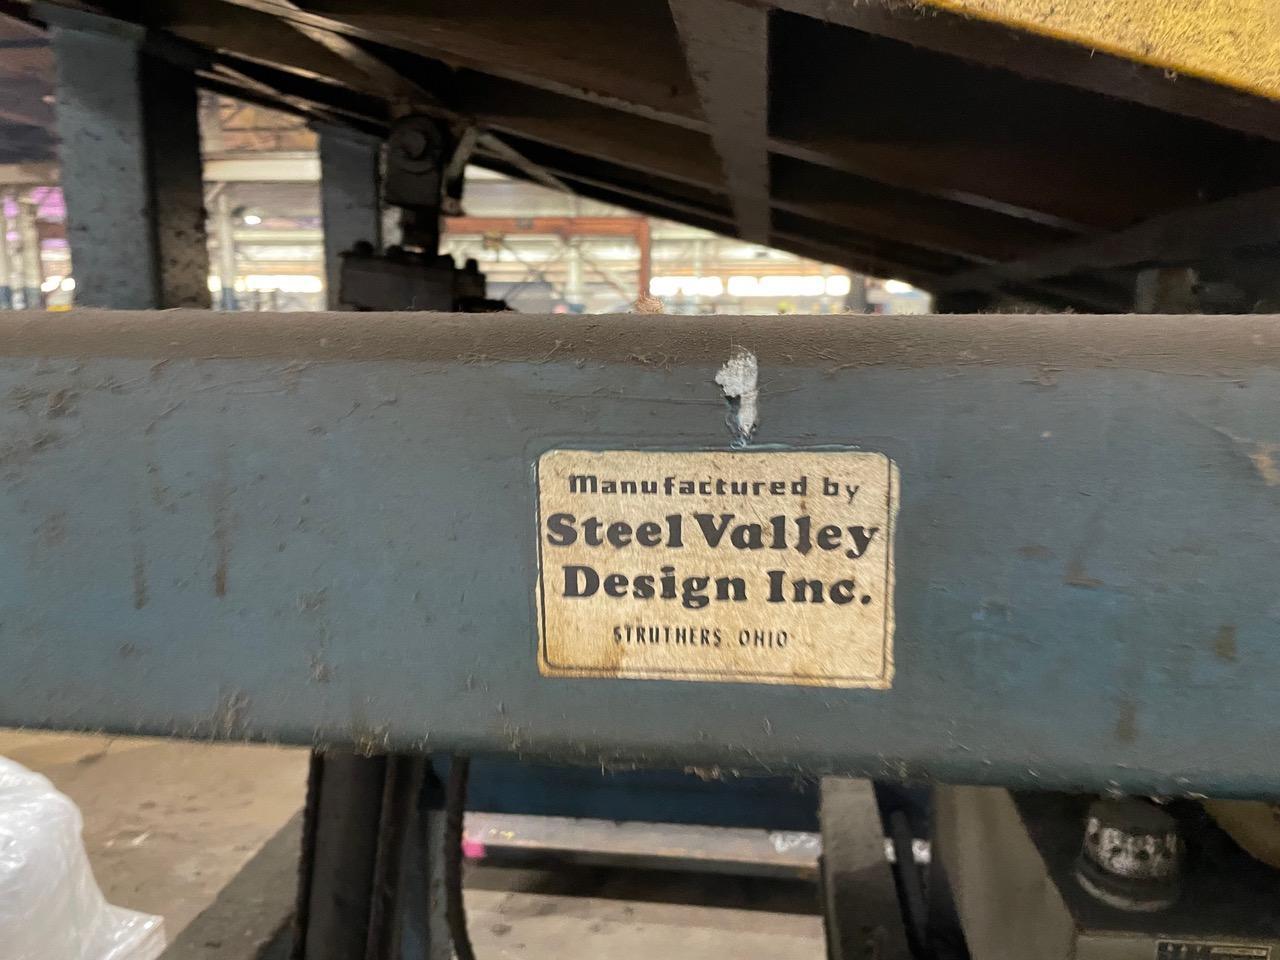 Manufactured by
Steel Valley
Design Inc.
STRUTHERS, OHIO